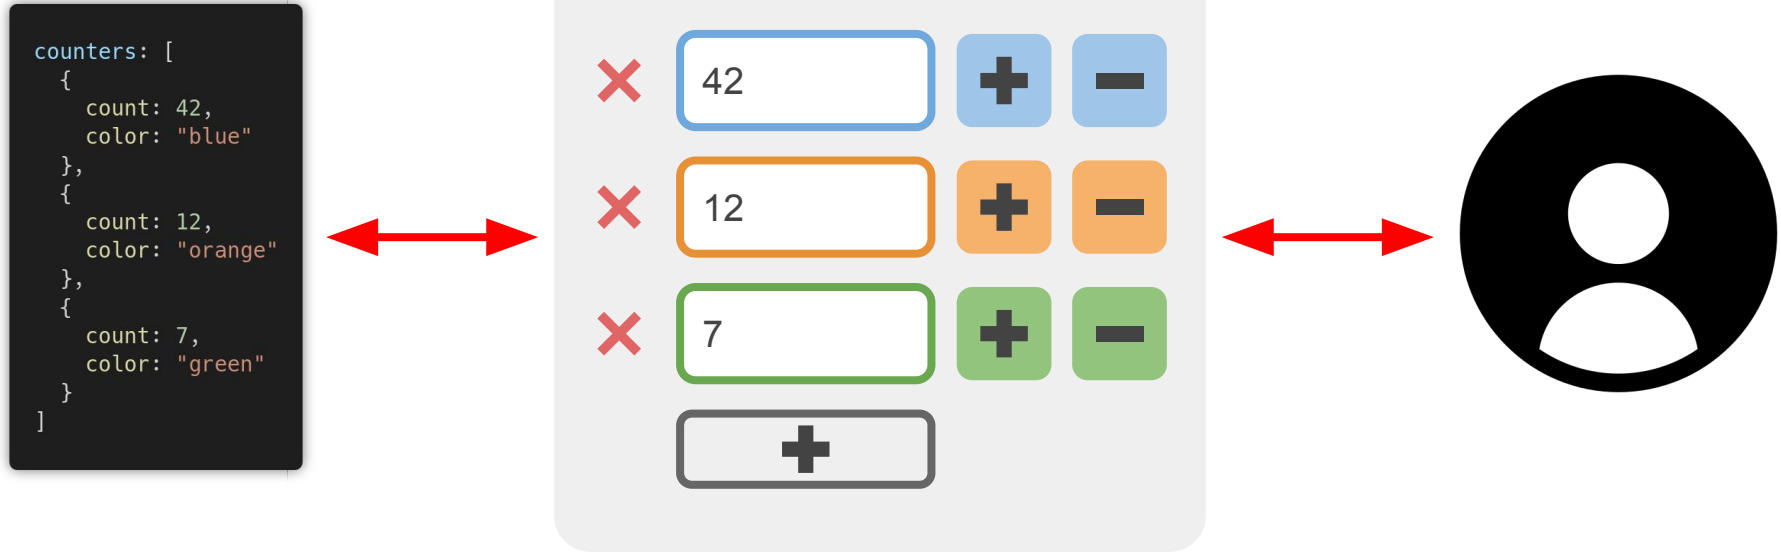 counters: [
{
count: 42,
color: "blue"
},
{
count: 12,
color: "orange"
},
{
count: 7,
color: "green"
}
]
42
12
7